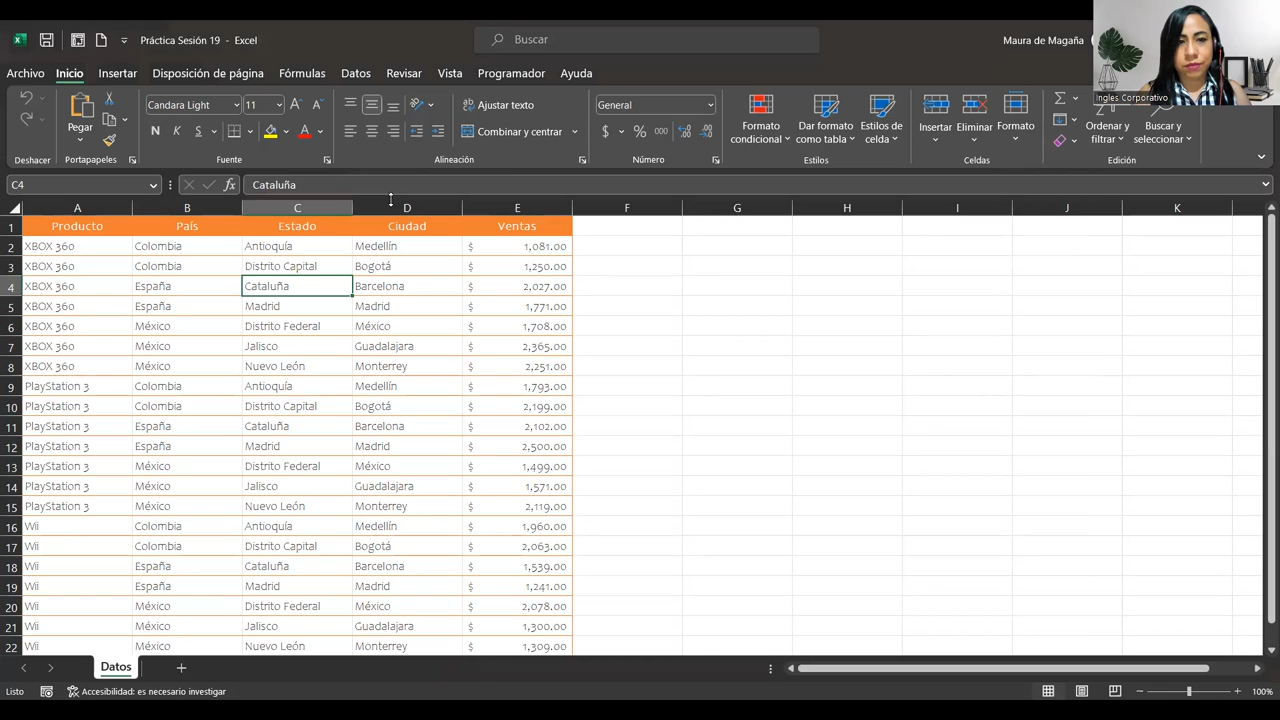 Práctica Sesión 19 - Excel
Buscar
Maura de Magaña
Ingles Corporativo
Archivo Inicio Insertar Disposición de página Fórmulas Datos Revisar Vista Programador Ayuda
Deshacer
Pegar
Portapapeles
Candara Light 11
N K S
Fuente
Ajustar texto
Combinar y centrar
Alineación
General
$ % 000
Número
Formato condicional
Dar formato como tabla
Estilos de celda
Estilos
Insertar
Eliminar
Formato
Celdas
Ordenar y filtrar
Buscar y seleccionar
Edición
C4 fx Cataluña
A B C D E F G H I J K
1 Producto País Estado Ciudad Ventas
2 XBOX 360 Colombia Antioquía Medellín $ 1,081.00
3 XBOX 360 Colombia Distrito Capital Bogotá $ 1,250.00
4 XBOX 360 España Cataluña Barcelona $ 2,027.00
5 XBOX 360 España Madrid Madrid $ 1,771.00
6 XBOX 360 México Distrito Federal México $ 1,708.00
7 XBOX 360 México Jalisco Guadalajara $ 2,365.00
8 XBOX 360 México Nuevo León Monterrey $ 2,251.00
9 PlayStation 3 Colombia Antioquía Medellín $ 1,793.00
10 PlayStation 3 Colombia Distrito Capital Bogotá $ 2,199.00
11 PlayStation 3 España Cataluña Barcelona $ 2,102.00
12 PlayStation 3 España Madrid Madrid $ 2,500.00
13 PlayStation 3 México Distrito Federal México $ 1,499.00
14 PlayStation 3 México Jalisco Guadalajara $ 1,571.00
15 PlayStation 3 México Nuevo León Monterrey $ 2,119.00
16 Wii Colombia Antioquía Medellín $ 1,960.00
17 Wii Colombia Distrito Capital Bogotá $ 2,063.00
18 Wii España Cataluña Barcelona $ 1,539.00
19 Wii España Madrid Madrid $ 1,241.00
20 Wii México Distrito Federal México $ 2,078.00
21 Wii México Jalisco Guadalajara $ 1,300.00
22 Wii México Nuevo León Monterrey $ 1,309.00
Datos
Listo
Accesibilidad: es necesario investigar
100%